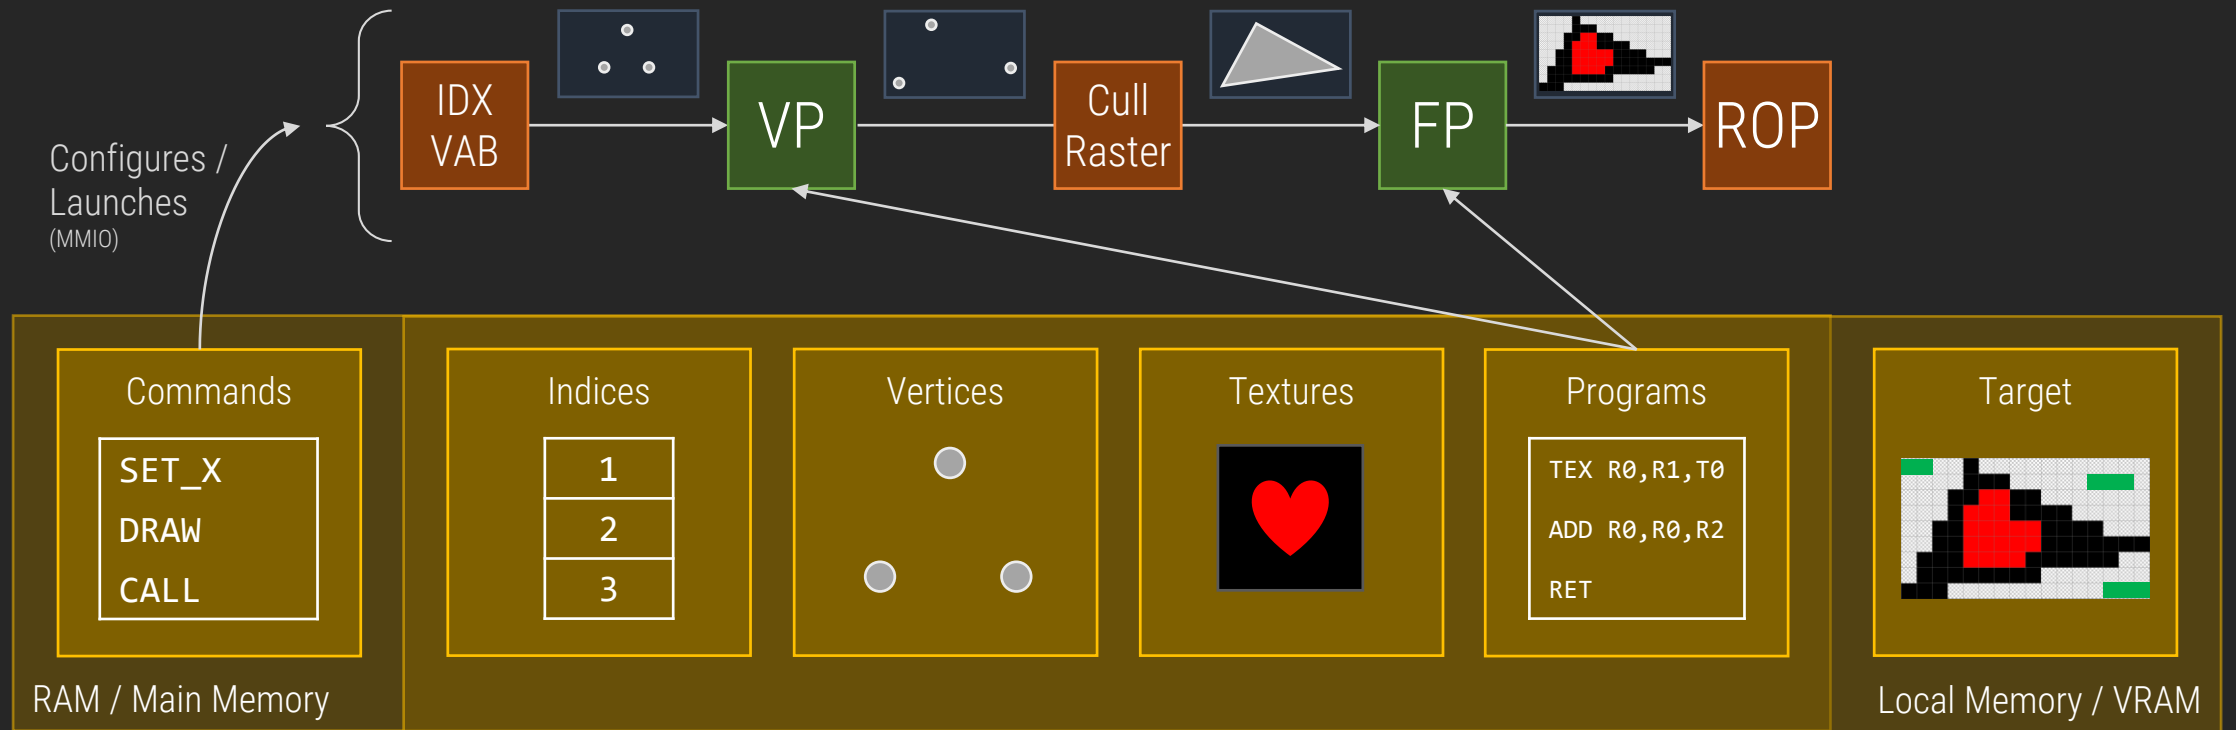 IDX
VAB
VP
Cull
Raster
FP
ROP
Configures /
Launches
(MMIO)
Commands
SET_X
DRAW
CALL
Indices
1
2
3
Vertices
Textures
Programs
TEX R0,R1,T0
ADD R0,R0,R2
RET
Target
RAM / Main Memory
Local Memory / VRAM